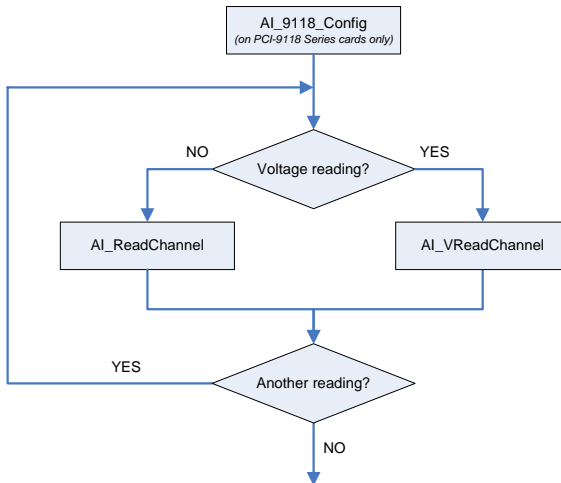 AI_9118_Config
(on PCI-9118 Series cards only)
NO
Voltage reading?
YES
AI_ReadChannel
AI_VReadChannel
YES
Another reading?
NO